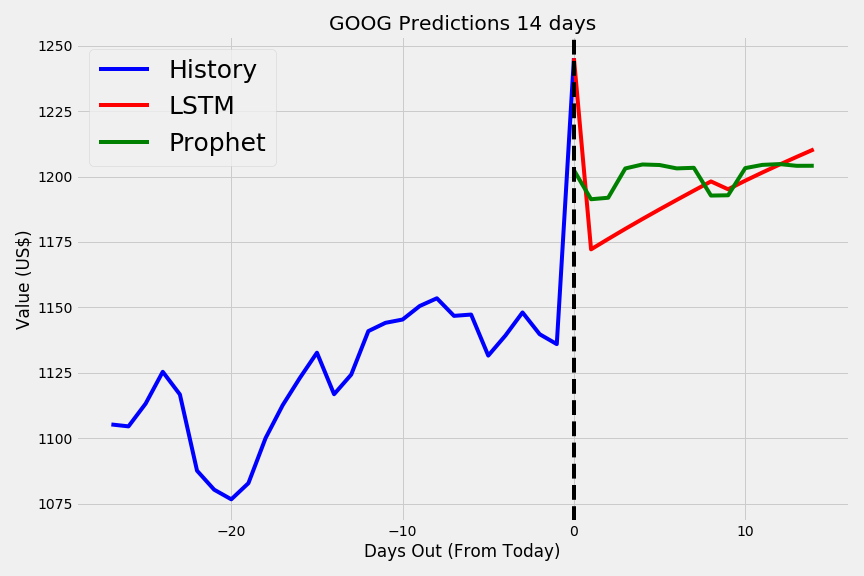 GOOG Predictions 14 days
History
LSTM
Prophet
1250
1225
1200
1175
1150
1125
1100
1075
Value (US$)
−20
−10
0
10
Days Out (From Today)